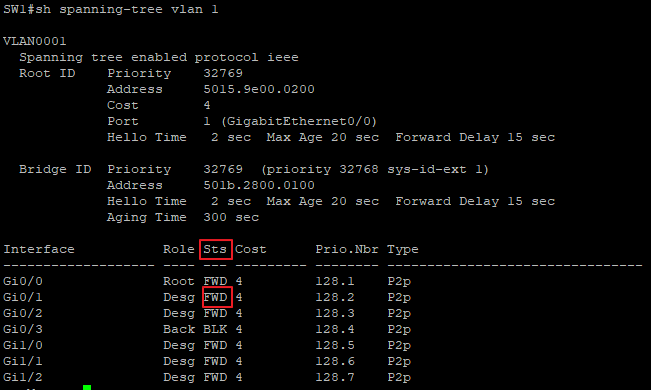 SW1#sh spanning-tree vlan 1
VLAN0001
Spanning tree enabled protocol ieee
Root ID Priority 32769
Address 5015.9e00.0200
Cost 4
Port 1 (GigabitEthernet0/0)
Hello Time 2 sec Max Age 20 sec Forward Delay 15 sec
Bridge ID Priority 32769 (priority 32768 sys-id-ext 1)
Address 501b.2800.0100
Hello Time 2 sec Max Age 20 sec Forward Delay 15 sec
Aging Time 300 sec
Interface Role Sts Cost Prio.Nbr Type
------------------- ---- --- --------- -------- --------------------------------
Gi0/0 Root FWD 4 128.1 P2p
Gi0/1 Desg FWD 4 128.2 P2p
Gi0/2 Desg FWD 4 128.3 P2p
Gi0/3 Back BLK 4 128.4 P2p
Gi1/0 Desg FWD 4 128.5 P2p
Gi1/1 Desg FWD 4 128.6 P2p
Gi1/2 Desg FWD 4 128.7 P2p